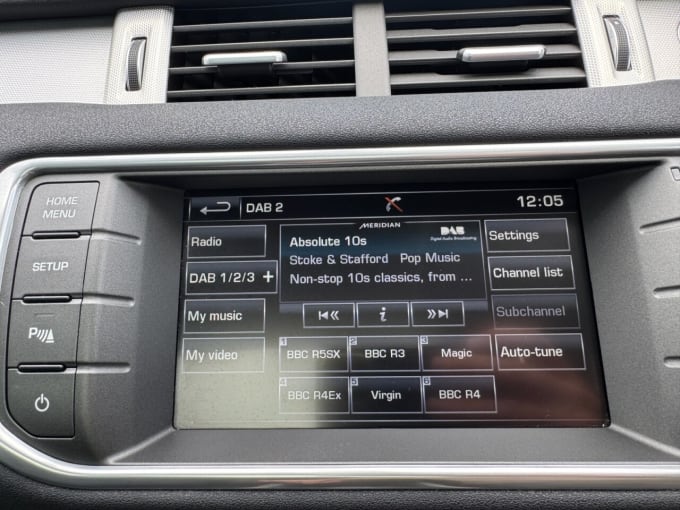 HOME
MENU
SETUP
P
DAB 2
12:05
MERIDIAN
DAB
Digital Audio Broadcasting
Radio
DAB 1/2/3 +
My music
My video
Absolute 10s
Stoke & Stafford Pop Music
Non-stop 10s classics, from ...
i
Settings
Channel list
Subchannel
Auto-tune
1
BBC R5SX
2
BBC R3
3
Magic
4
BBC R4Ex
5
Virgin
6
BBC R4